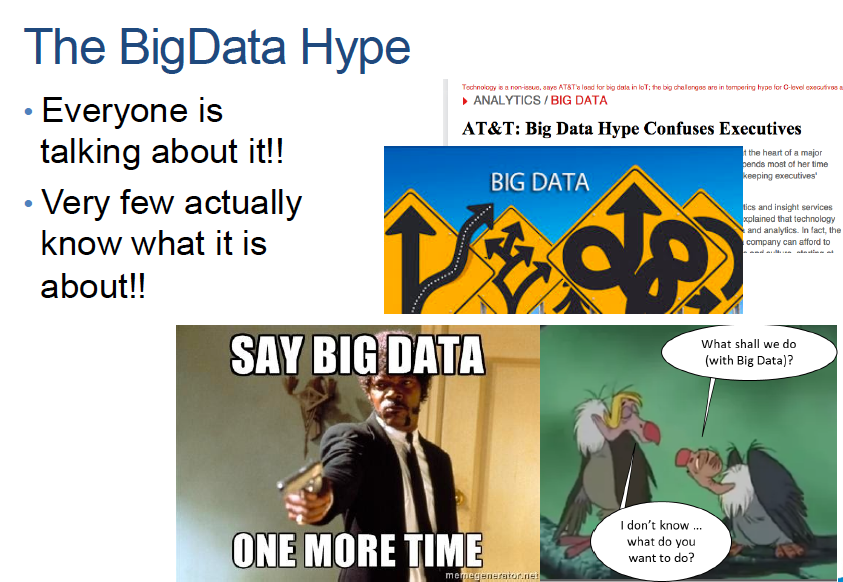 The BigData Hype
• Everyone is
talking about it!!
• Very few actually
know what it is
about!!
Technology is a non-issue, says AT&T's lead for big data in IoT; the big challenges are in tempering hype for C-level executives a
ANALYTICS / BIG DATA
AT&T: Big Data Hype Confuses Executives
t the heart of a major
pends most of her time
keeping executives'
tics and insight services
xplained that technology
s and analytics. In fact, the
company can afford to
BIG DATA
SAY BIG DATA
ONE MORE TIME
memegenerator.net
What shall we do
(with Big Data)?
I don't know ...
what do you
want to do?